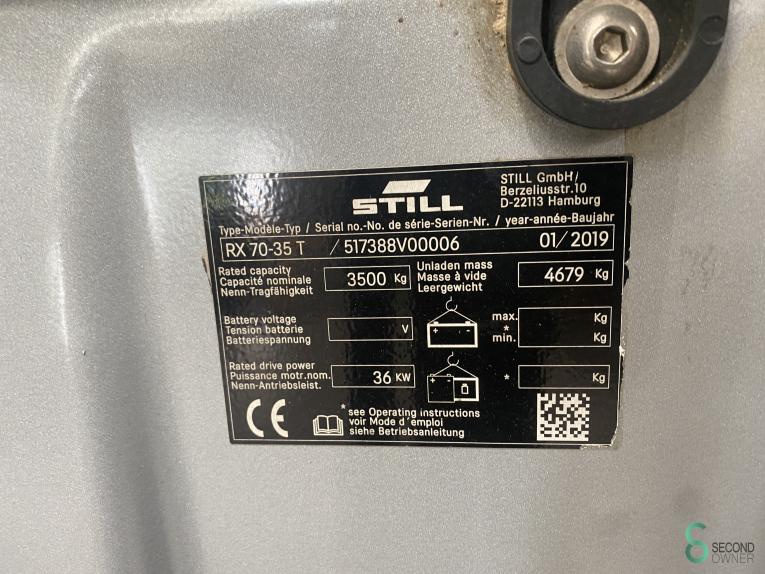 STILL
STILL GmbH/
Berzeliusstr.10
D-22113 Hamburg
Type-Modèle-Typ / Serial no.-No. de série-Serien-Nr. / year-année-Baujahr
RX 70-35 T / 517388V00006 01/2019
Rated capacity
Capacité nominale
Nenn-Tragfähigkeit
3500 Kg
Unladen mass
Masse à vide
Leergewicht
4679 Kg
Battery voltage
Tension batterie
Batteriespannung
V
max. Kg
*
min. Kg
Rated drive power
Puissance motr.nom.
Nenn-Antriebsleist.
36 KW
* Kg
CE
* see Operating instructions
voir Mode d´emploi
siehe Betriebsanleitung
SECOND
OWNER